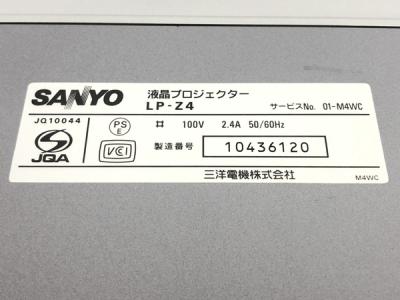 SANYO 液晶プロジェクター
LP-Z4 サービスNo. 01-M4WC
JQ10044 PS E 100V 2.4A 50/60Hz
JQA VCCI 製造番号 10436120
三洋電機株式会社
M4WC